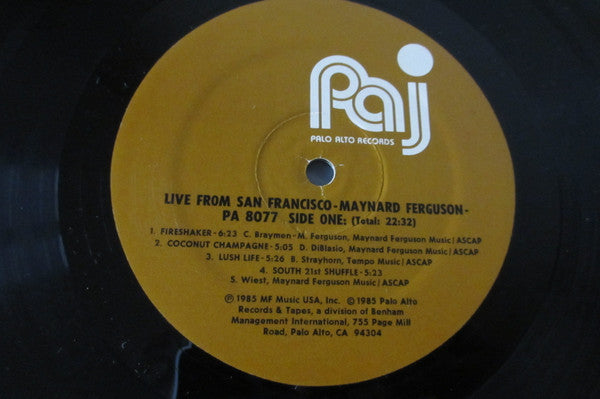 Paj
PALO ALTO RECORDS
LIVE FROM SAN FRANCISCO-MAYNARD FERGUSON-
PA 8077 SIDE ONE: (Total: 22:32)
1. FIRESHAKER-6:23 C. Braymen-M. Ferguson, Maynard Ferguson Music/ASCAP
2. COCONUT CHAMPAGNE-5:05 D. DiBlasio, Maynard Ferguson Music/ASCAP
3. LUSH LIFE-5:26 B. Strayhorn, Tempo Music/ASCAP
4. SOUTH 21st SHUFFLE-5:23
S. Wiest, Maynard Ferguson Music/ASCAP
℗ 1985 MF Music USA, Inc. © 1985 Palo Alto
Records & Tapes, a division of Benham
Management International, 755 Page Mill
Road, Palo Alto, CA 94304